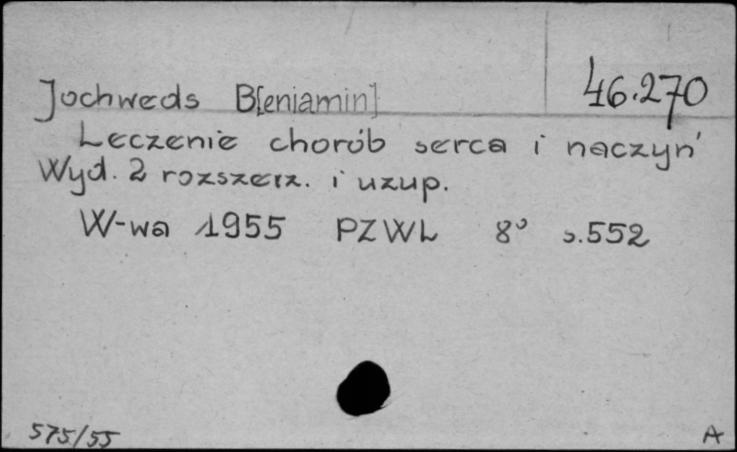 Jochweds B[eniamin] 46.270
Leczenie chorób serca i naczyń
Wyd. 2 rozszerz. i uzup.
W-wa 1955 PZWL 8° s.552
575/55 A